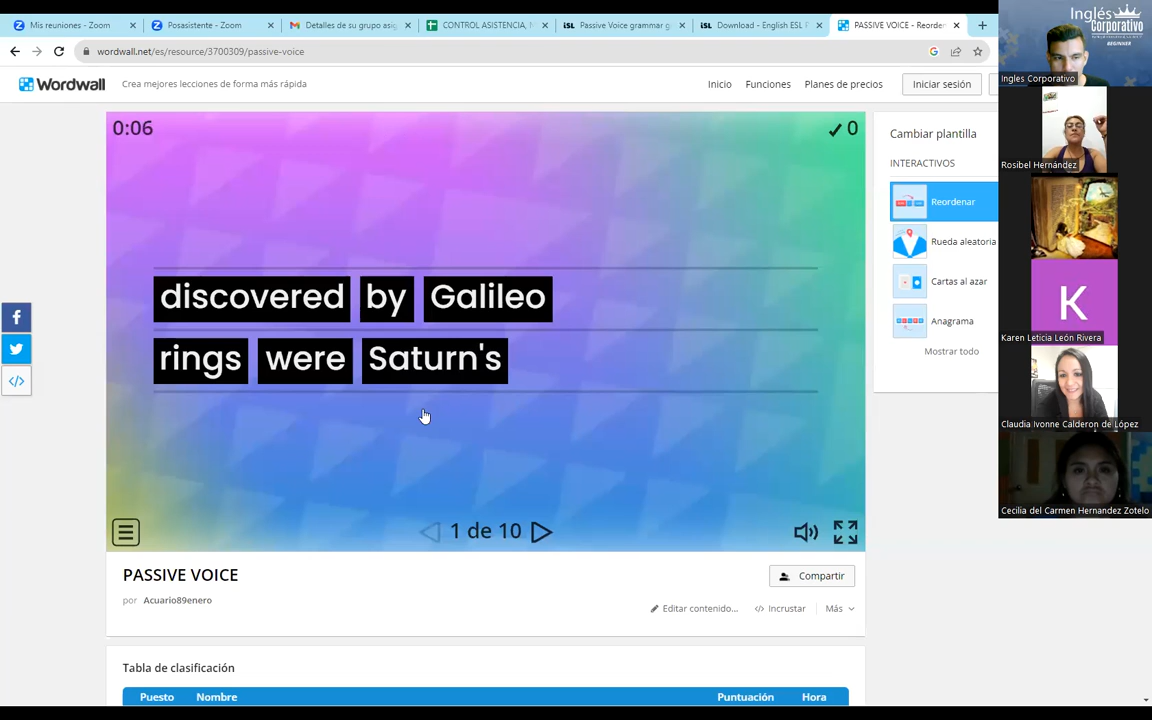 Mis reuniones - Zoom
Posasistente - Zoom
Detalles de su grupo asig
CONTROL ASISTENCIA,
iSL Passive Voice grammar g
iSL Download - English ESL
PASSIVE VOICE - Reorden
wordwall.net/es/resource/3700309/passive-voice
Wordwall
Crea mejores lecciones de forma más rápida
Inicio
Funciones
Planes de precios
Iniciar sesión
0:06
0
discovered by Galileo
rings were Saturn's
1 de 10
Cambiar plantilla
INTERACTIVOS
Reordenar
Rueda aleatoria
Cartas al azar
Anagrama
Mostrar todo
PASSIVE VOICE
por Acuario89enero
Compartir
Editar contenido...
Incrustar
Más
Tabla de clasificación
Puesto
Nombre
Puntuación
Hora
Inglés
Corporativo
BEGINNER
Ingles Corporativo
Rosibel Hernández
K
Karen Leticia León Rivera
Claudia Ivonne Calderon de López
Cecilia del Carmen Hernandez Zotelo